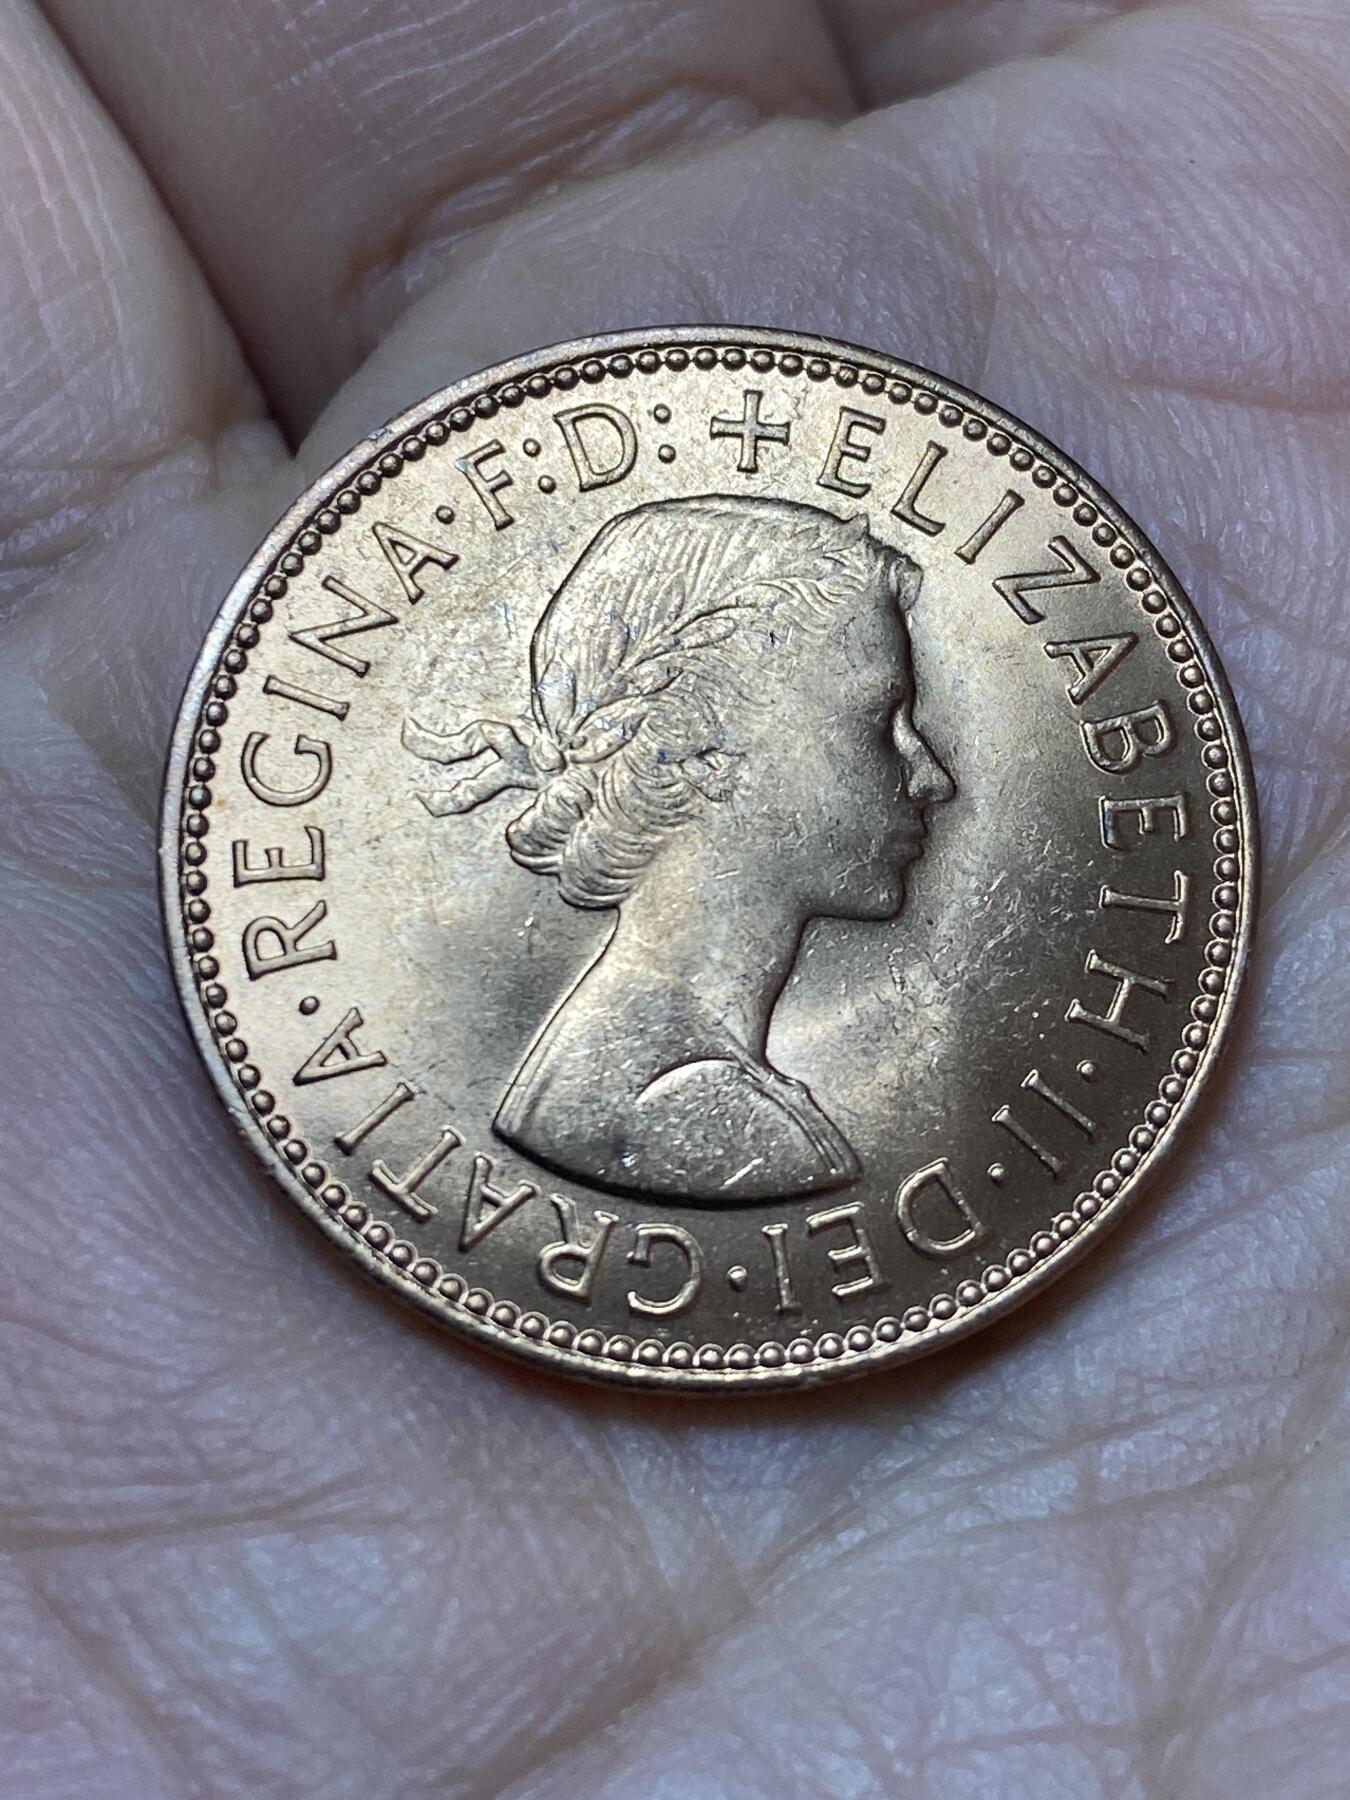 + ELIZABETH · II · DEI · GRATIA · REGINA · F : D :